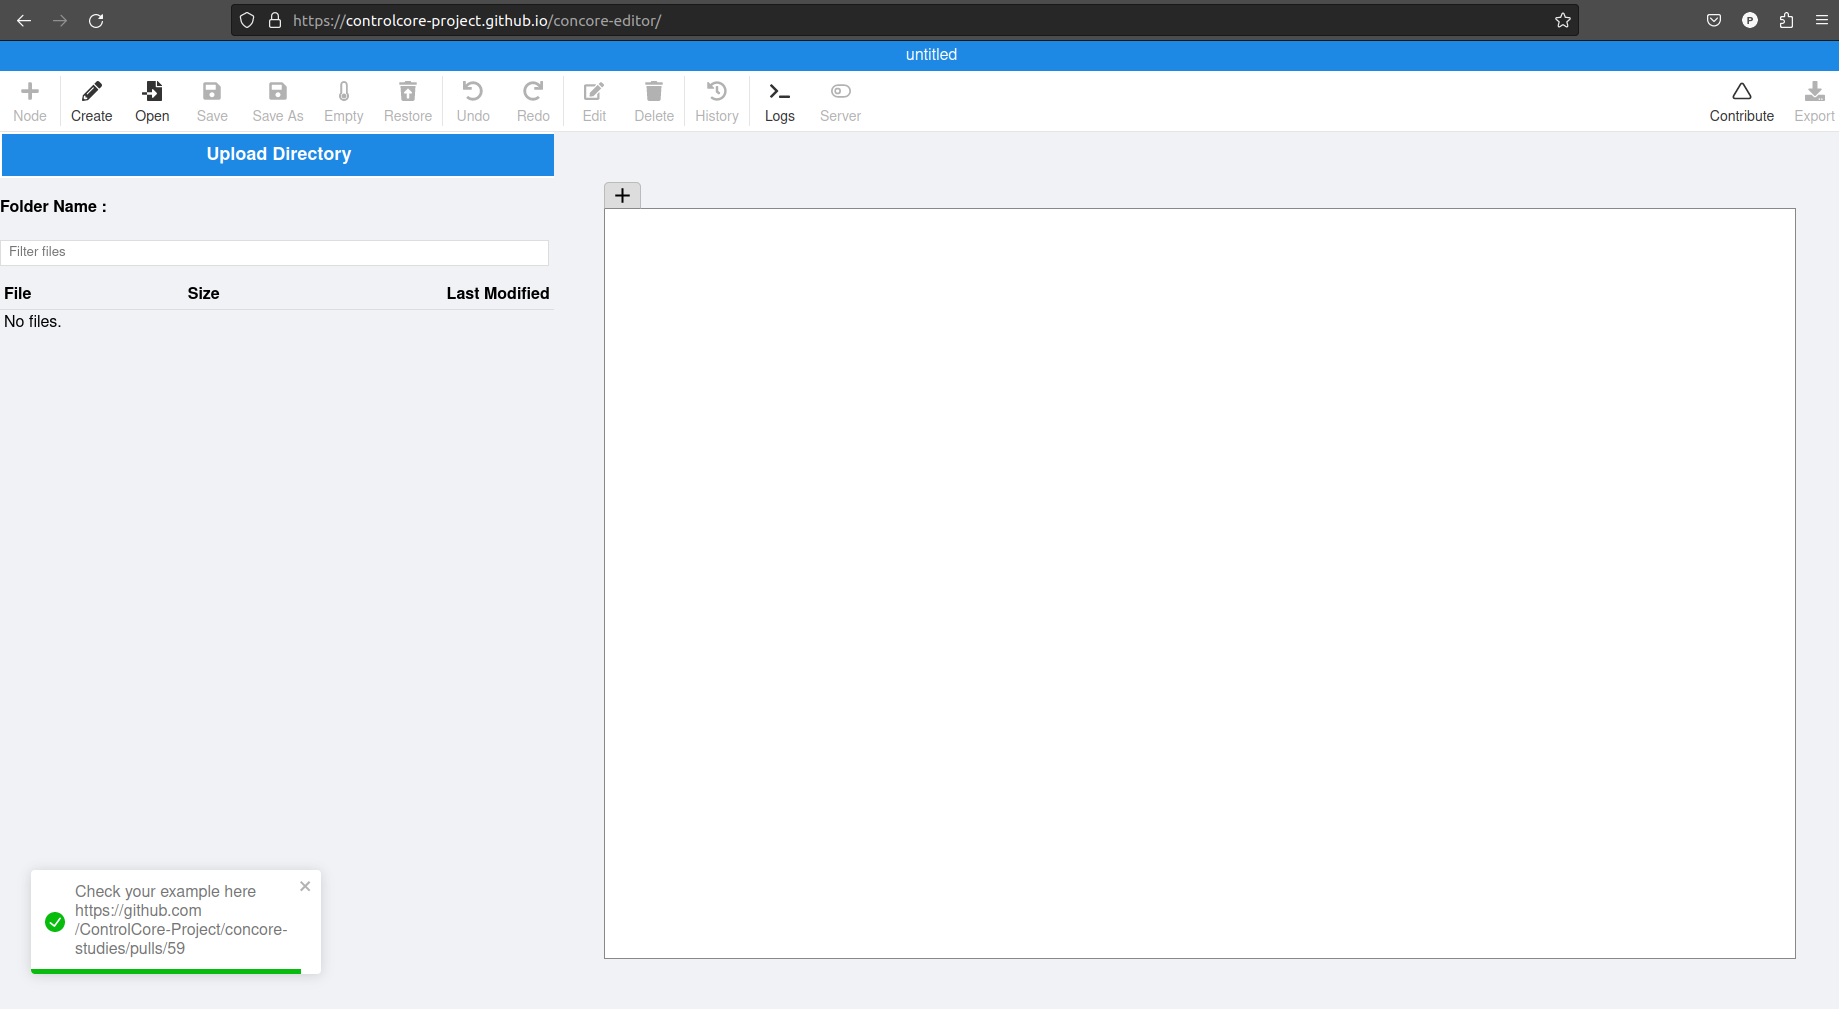 https://controlcore-project.github.io/concore-editor/
P
untitled
Node Create Open Save Save As Empty Restore Undo Redo Edit Delete History Logs Server Contribute Export
Upload Directory
Folder Name :
Filter files
File Size Last Modified
No files.
Check your example here
https://github.com
/ControlCore-Project/concore-
studies/pulls/59